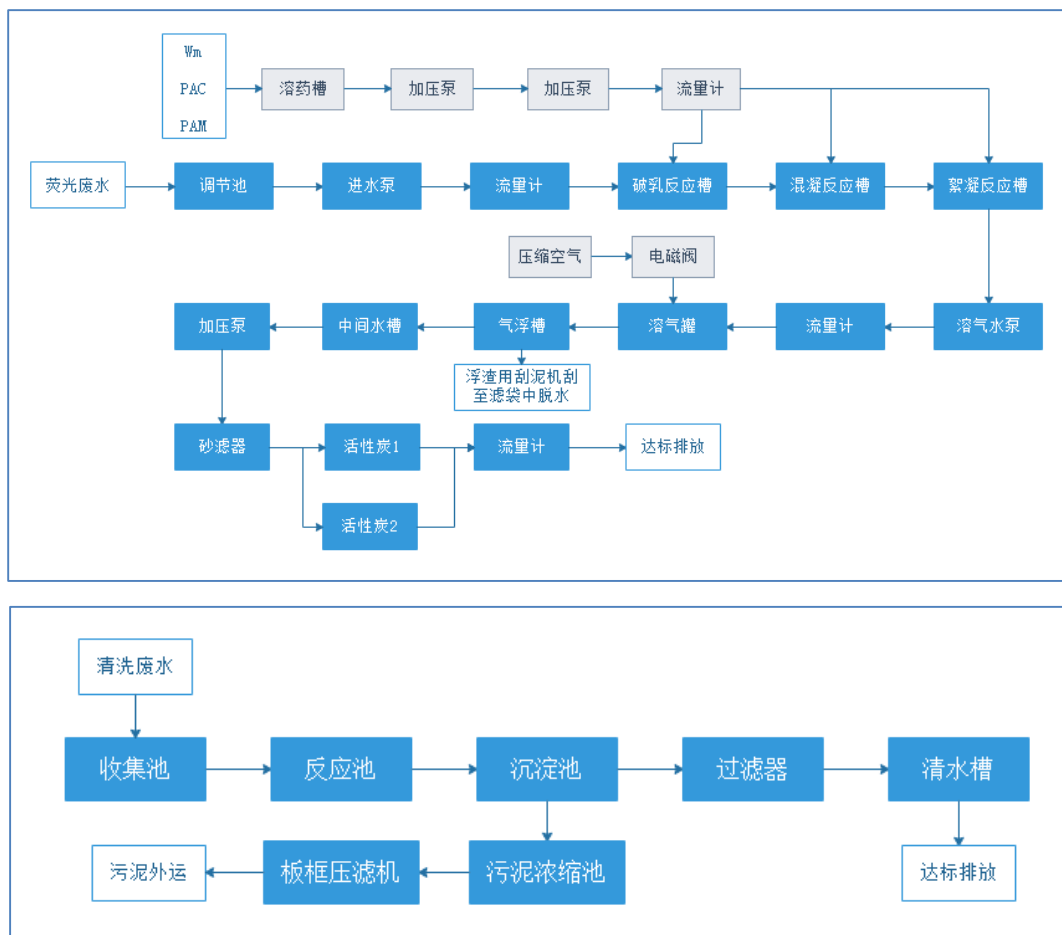 Wm
PAC
PAM
溶药槽
加压泵
加压泵
流量计
荧光废水
调节池
进水泵
流量计
破乳反应槽
混凝反应槽
絮凝反应槽
压缩空气
电磁阀
加压泵
中间水槽
气浮槽
溶气罐
流量计
溶气水泵
浮渣用刮泥机刮
至滤袋中脱水
砂滤器
活性炭1
流量计
达标排放
活性炭2
清洗废水
收集池
反应池
沉淀池
过滤器
清水槽
污泥外运
板框压滤机
污泥浓缩池
达标排放